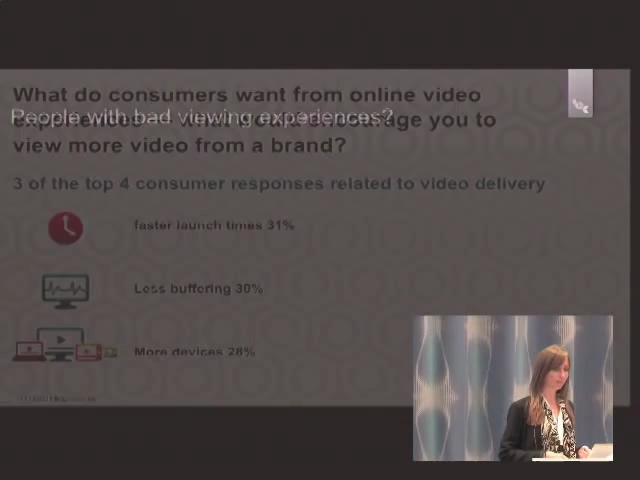 What do consumers want from online video
People with bad viewing experiences?
you to
view more video from a brand?
3 of the top 4 consumer responses related to video delivery
faster launch times 31%
Less buffering 30%
More devices 28%